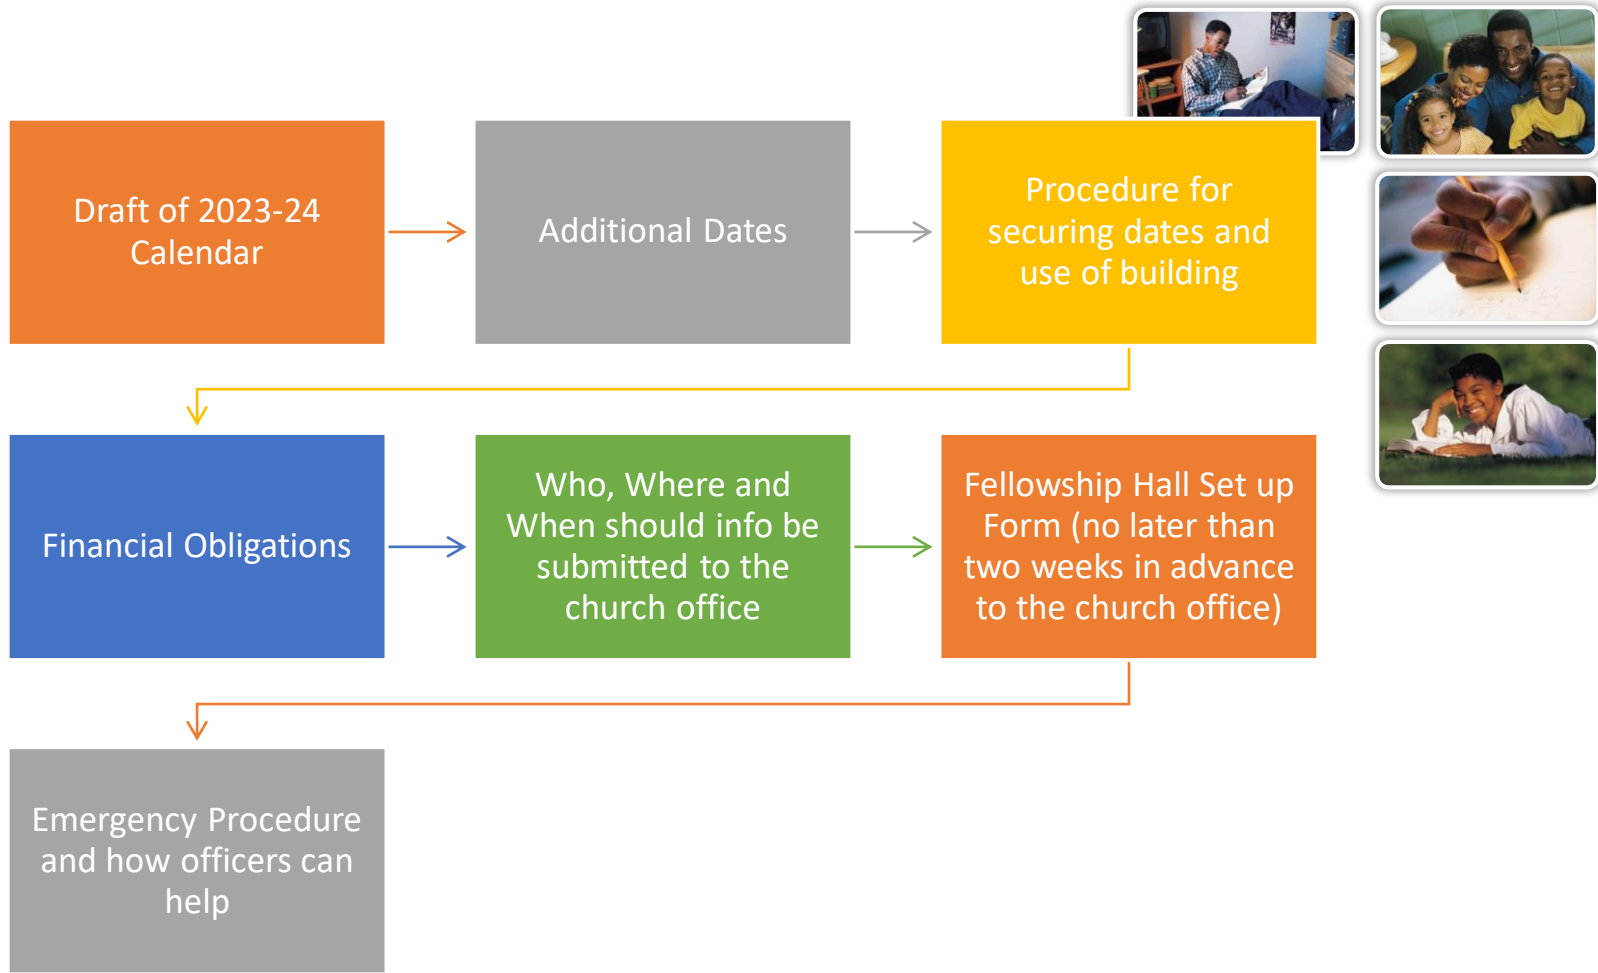 Draft of 2023-24
Calendar
Additional Dates
Procedure for
securing dates and
use of building
Financial Obligations
Who, Where and
When should info be
submitted to the
church office
Fellowship Hall Set up
Form (no later than
two weeks in advance
to the church office)
Emergency Procedure
and how officers can
help